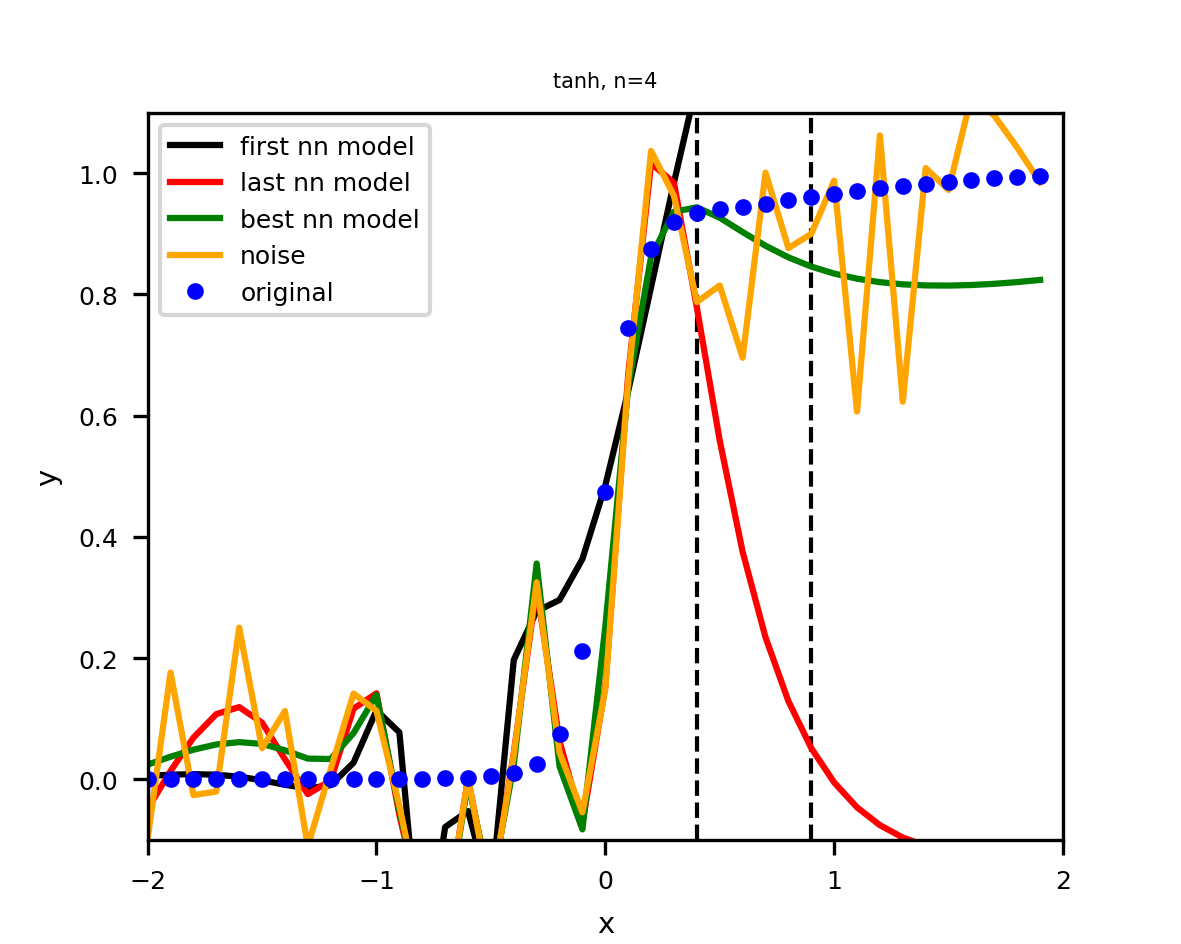 tanh, n=4
first nn model
last nn model
best nn model
noise
original
1.0
0.8
0.6
0.4
0.2
0.0
y
−2
−1
0
1
2
x